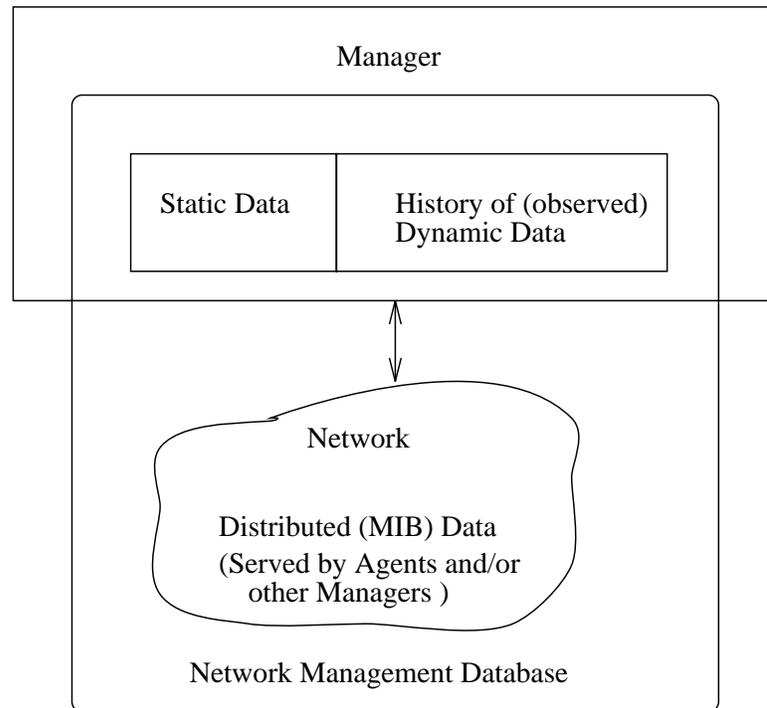 Manager
Static Data
History of (observed)
Dynamic Data
Network
Distributed (MIB) Data
(Served by Agents and/or
other Managers )
Network Management Database